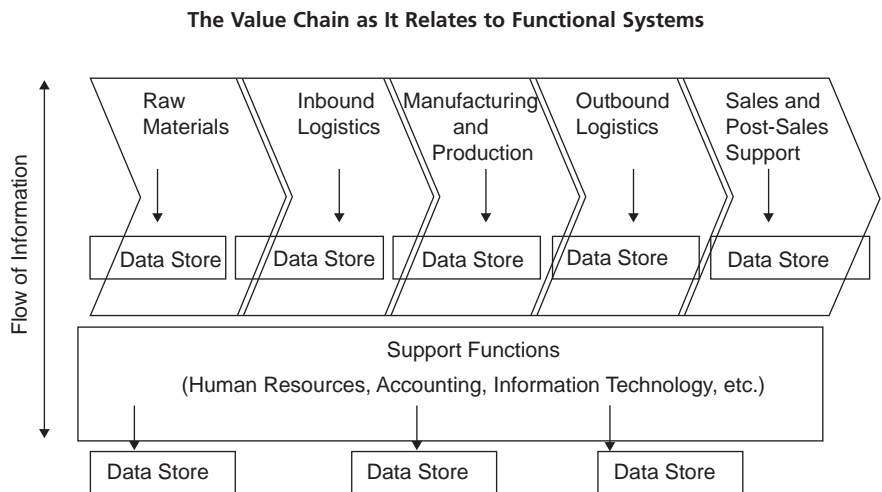 The Value Chain as It Relates to Functional Systems
Flow of Information
Raw
Materials
Inbound
Logistics
Manufacturing
and
Production
Outbound
Logistics
Sales and
Post-Sales
Support
Data Store
Data Store
Data Store
Data Store
Data Store
Support Functions
(Human Resources, Accounting, Information Technology, etc.)
Data Store
Data Store
Data Store